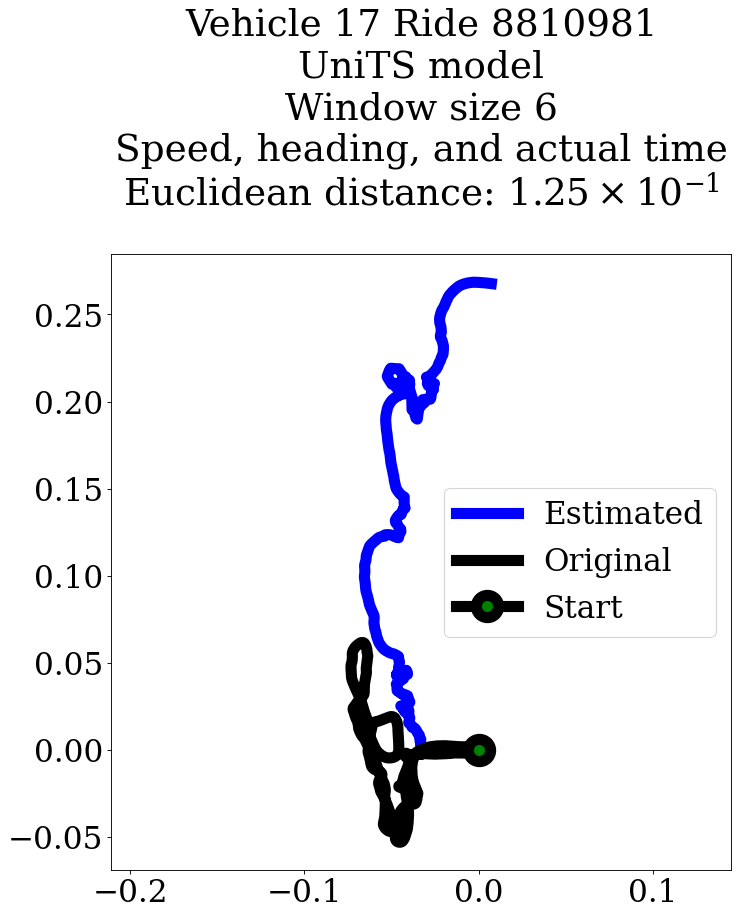 Vehicle 17 Ride 8810981
UniTS model
Window size 6
Speed, heading, and actual time
Euclidean distance: 1.25 × 10⁻¹
0.25
0.20
0.15
0.10
0.05
0.00
−0.05
Estimated
Original
Start
−0.2
−0.1
0.0
0.1